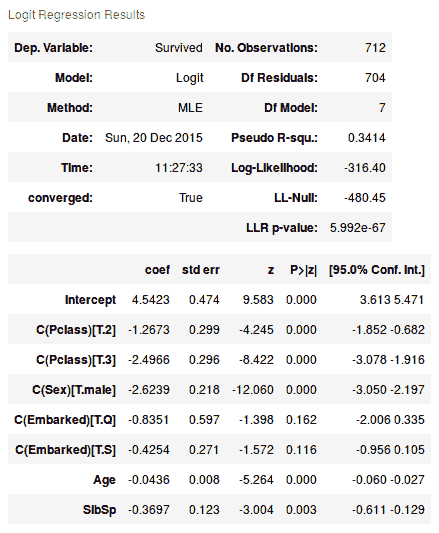 Logit Regression Results
Dep. Variable: Survived No. Observations: 712
Model: Logit Df Residuals: 704
Method: MLE Df Model: 7
Date: Sun, 20 Dec 2015 Pseudo R-squ.: 0.3414
Time: 11:27:33 Log-Likelihood: -316.40
converged: True LL-Null: -480.45
LLR p-value: 5.992e-67
coef std err z P>|z| [95.0% Conf. Int.]
Intercept 4.5423 0.474 9.583 0.000 3.613 5.471
C(Pclass)[T.2] -1.2673 0.299 -4.245 0.000 -1.852 -0.682
C(Pclass)[T.3] -2.4966 0.296 -8.422 0.000 -3.078 -1.916
C(Sex)[T.male] -2.6239 0.218 -12.060 0.000 -3.050 -2.197
C(Embarked)[T.Q] -0.8351 0.597 -1.398 0.162 -2.006 0.335
C(Embarked)[T.S] -0.4254 0.271 -1.572 0.116 -0.956 0.105
Age -0.0436 0.008 -5.264 0.000 -0.060 -0.027
SibSp -0.3697 0.123 -3.004 0.003 -0.611 -0.129